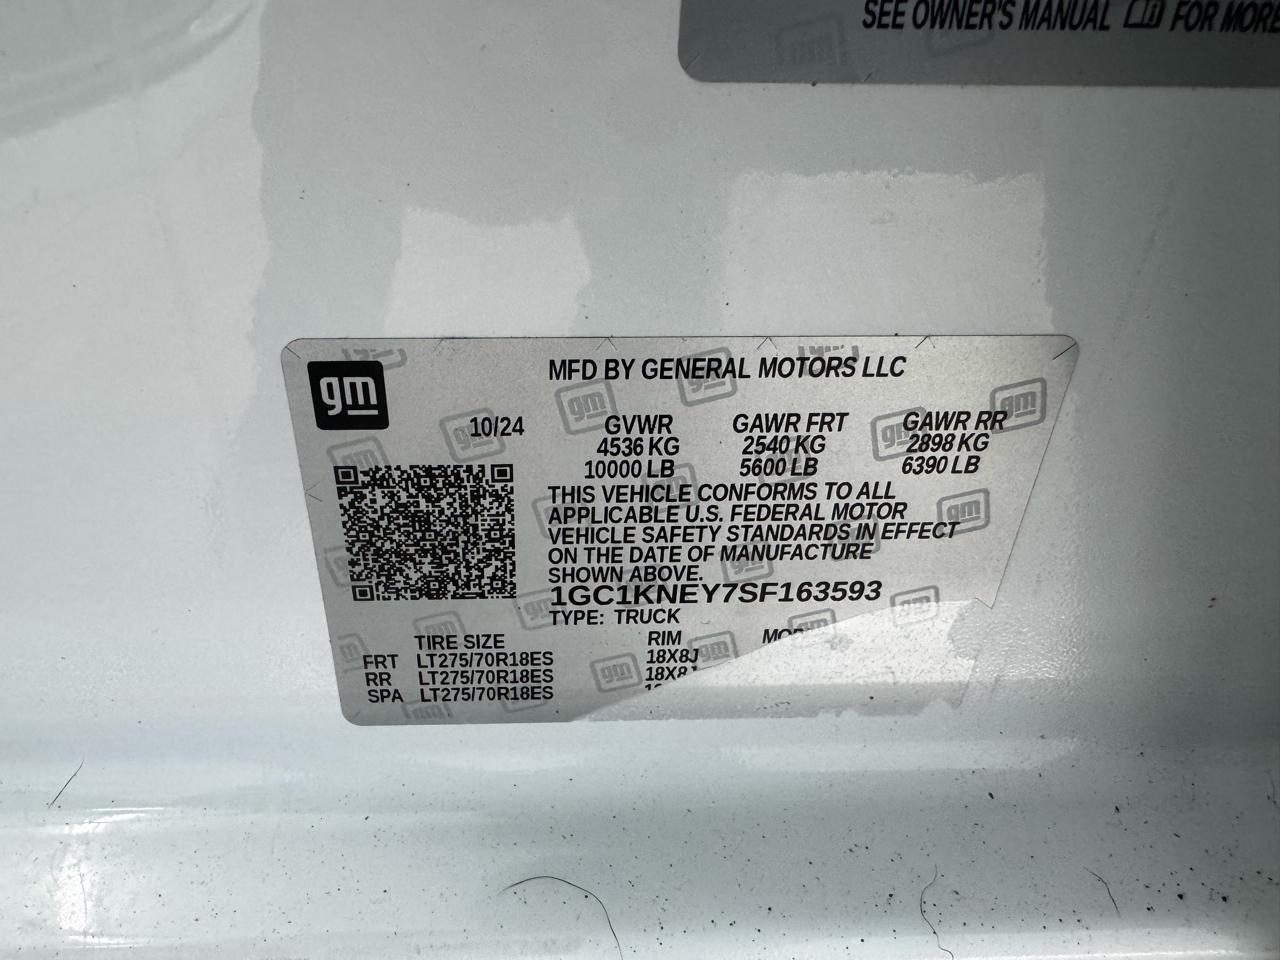 SEE OWNER'S MANUAL FOR MORE
gm
MFD BY GENERAL MOTORS LLC
10/24 GVWR GAWR FRT GAWR RR
4536 KG 2540 KG 2898 KG
10000 LB 5600 LB 6390 LB
THIS VEHICLE CONFORMS TO ALL
APPLICABLE U.S. FEDERAL MOTOR
VEHICLE SAFETY STANDARDS IN EFFECT
ON THE DATE OF MANUFACTURE
SHOWN ABOVE.
1GC1KNEY7SF163593
TYPE: TRUCK
TIRE SIZE RIM
FRT LT275/70R18ES 18X8J
RR LT275/70R18ES 18X8J
SPA LT275/70R18ES